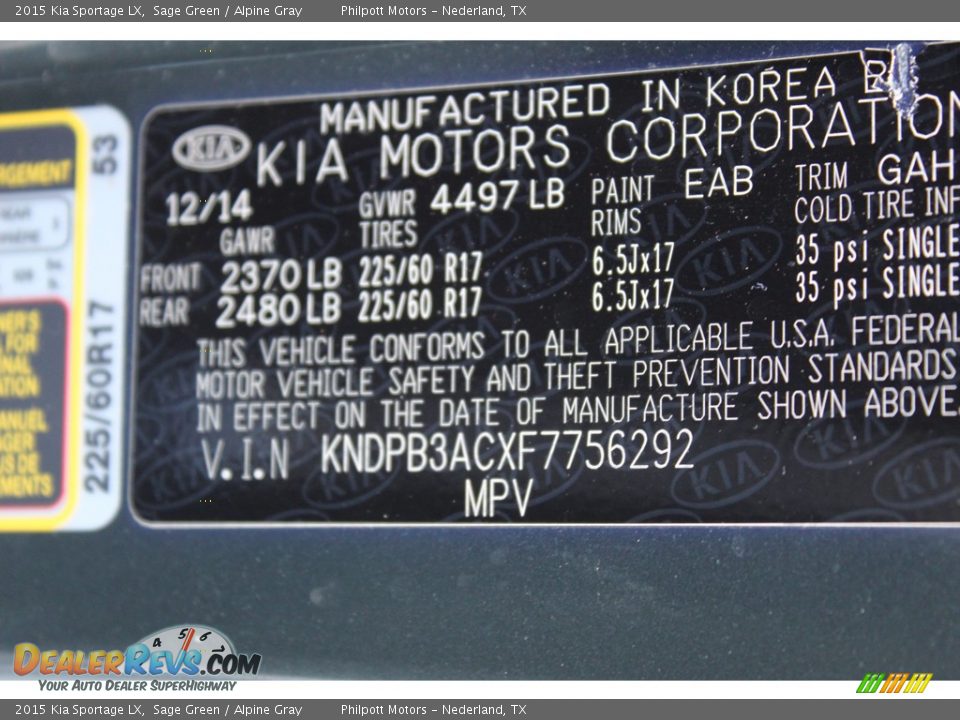 2015 Kia Sportage LX, Sage Green / Alpine Gray Philpott Motors - Nederland, TX
MANUFACTURED IN KOREA
KIA KIA MOTORS CORPORATION
12/14 GVWR 4497 LB PAINT EAB TRIM GAH
GAWR TIRES RIMS COLD TIRE INF
FRONT 2370 LB 225/60 R17 6.5Jx17 35 psi SINGLE
REAR 2480 LB 225/60 R17 6.5Jx17 35 psi SINGLE
THIS VEHICLE CONFORMS TO ALL APPLICABLE U.S.A. FEDERAL
MOTOR VEHICLE SAFETY AND THEFT PREVENTION STANDARDS
IN EFFECT ON THE DATE OF MANUFACTURE SHOWN ABOVE.
V.I.N KNDPB3ACXF7756292
MPV
53
225/60R17
4 5 6 7
DEALERREVS.COM
YOUR AUTO DEALER SUPERHIGHWAY
2015 Kia Sportage LX, Sage Green / Alpine Gray Philpott Motors - Nederland, TX